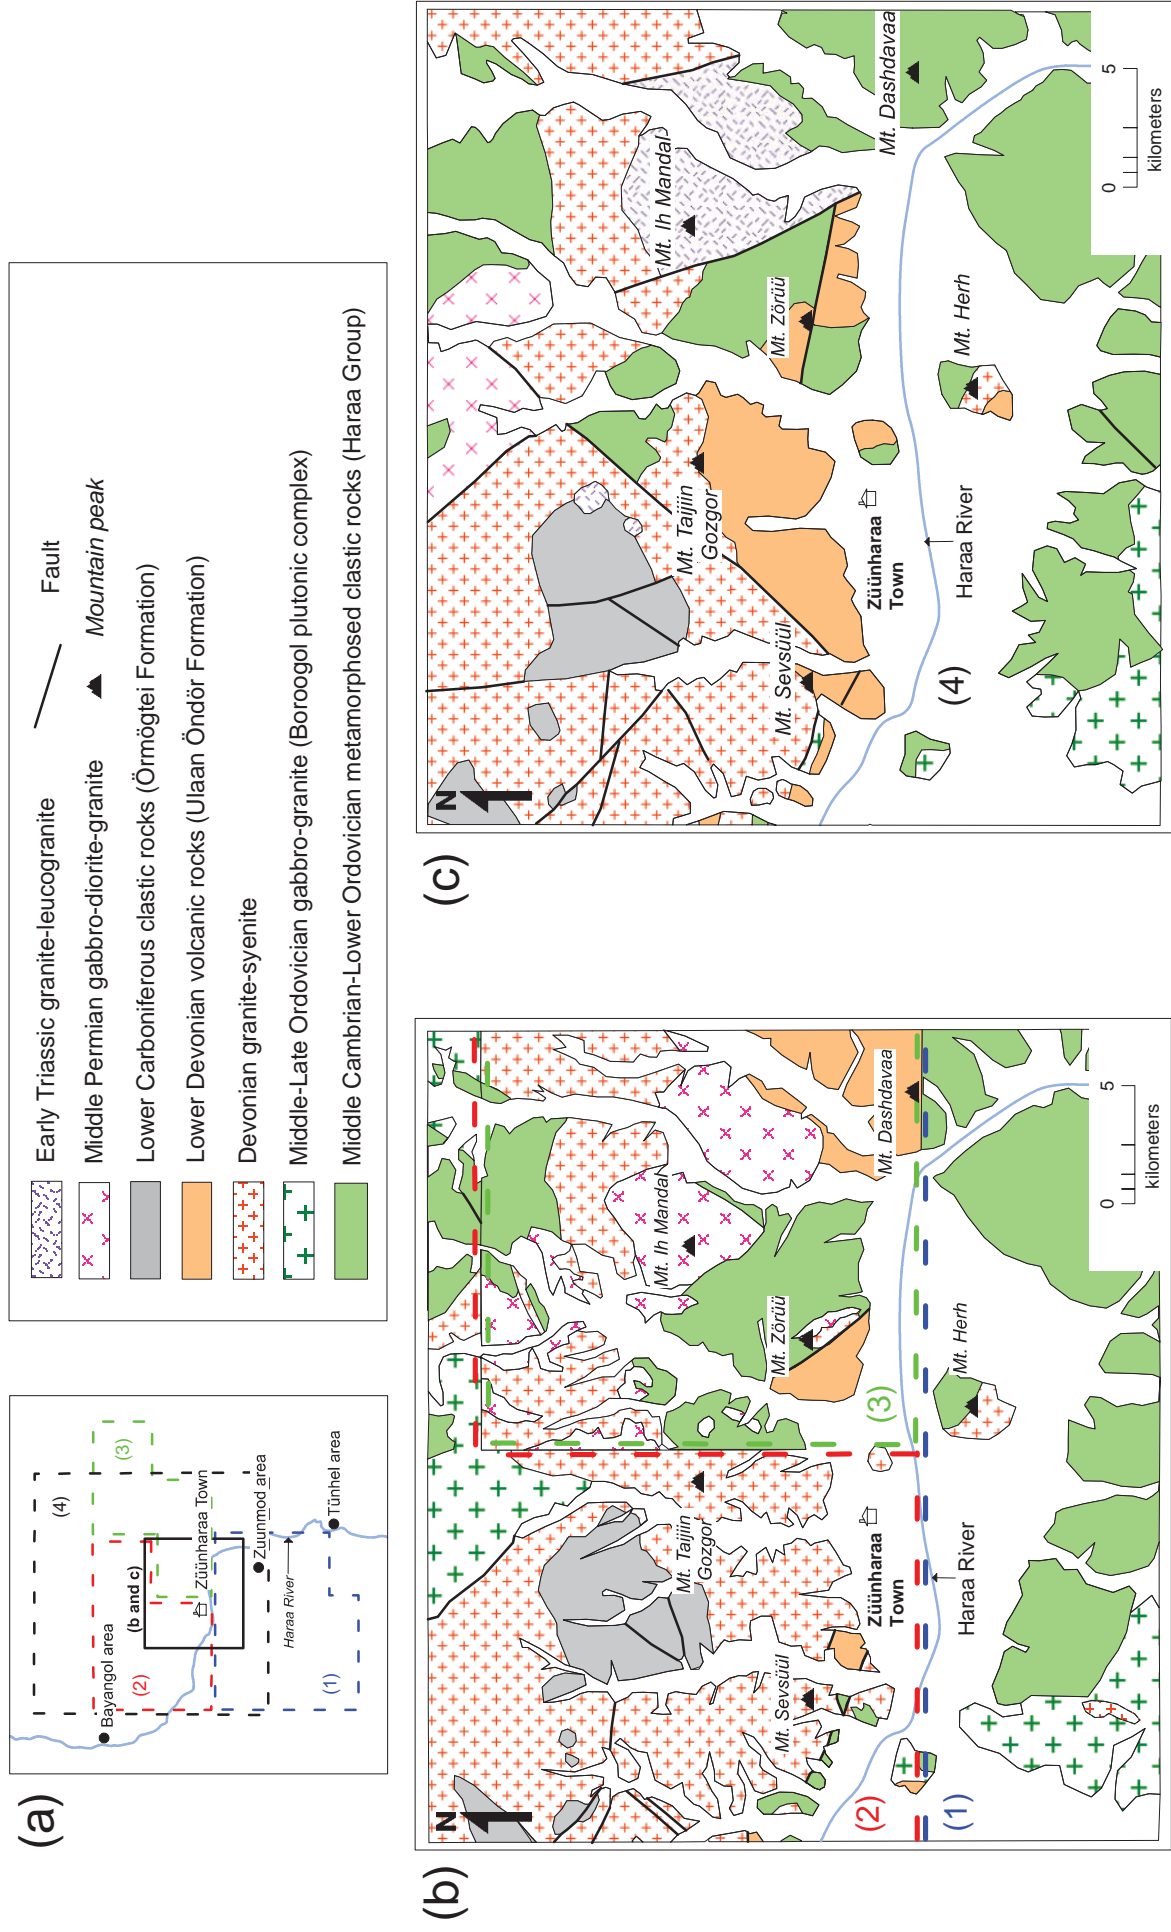 (a)
Bayangol area
(4)
(3)
(b and c)
(2)
Züünharaa Town
Zuunmod area
Haraa River
Tünhel area
(1)
Early Triassic granite-leucogranite
Fault
Middle Permian gabbro-diorite-granite
Mountain peak
Lower Carboniferous clastic rocks (Örmögtei Formation)
Lower Devonian volcanic rocks (Ulaan Öndör Formation)
Devonian granite-syenite
Middle-Late Ordovician gabbro-granite (Boroogol plutonic complex)
Middle Cambrian-Lower Ordovician metamorphosed clastic rocks (Haraa Group)
(b)
N
Mt. Ih Mandal
Mt. Taijiin
Gozgor
Mt. Sevsüül
Mt. Zörüü
Mt. Dashdavaa
(2)
Züünharaa
Town
(3)
(1)
Haraa River
Mt. Herh
0
5
kilometers
(c)
N
Mt. Ih Mandal
Mt. Taijiin
Gozgor
Mt. Sevsüül
Mt. Zörüü
Mt. Dashdavaa
Züünharaa
Town
(4)
Haraa River
Mt. Herh
0
5
kilometers